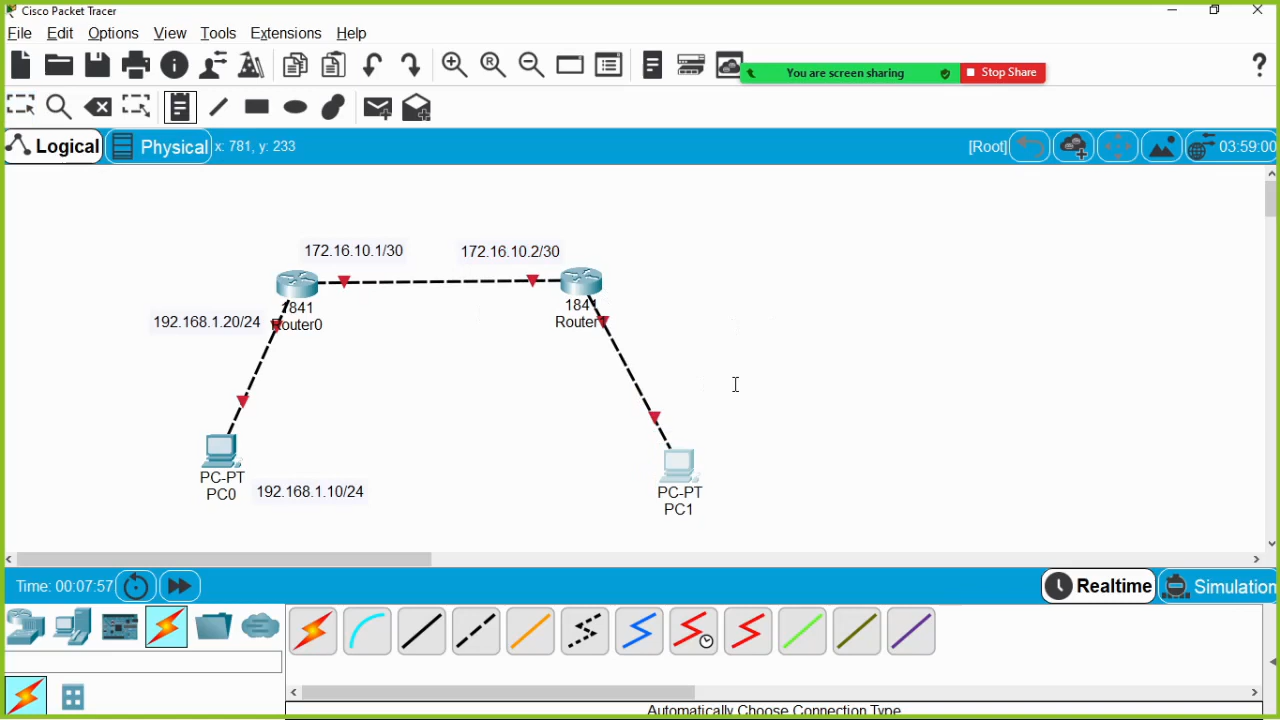 Cisco Packet Tracer
File Edit Options View Tools Extensions Help
You are screen sharing Stop Share
Logical Physical x: 781, y: 233 [Root] 03:59:00
172.16.10.1/30 172.16.10.2/30
1841
Router0
1841
Router1
192.168.1.20/24
PC-PT
PC0
192.168.1.10/24
PC-PT
PC1
Time: 00:07:57 Realtime Simulation
Automatically Choose Connection Type